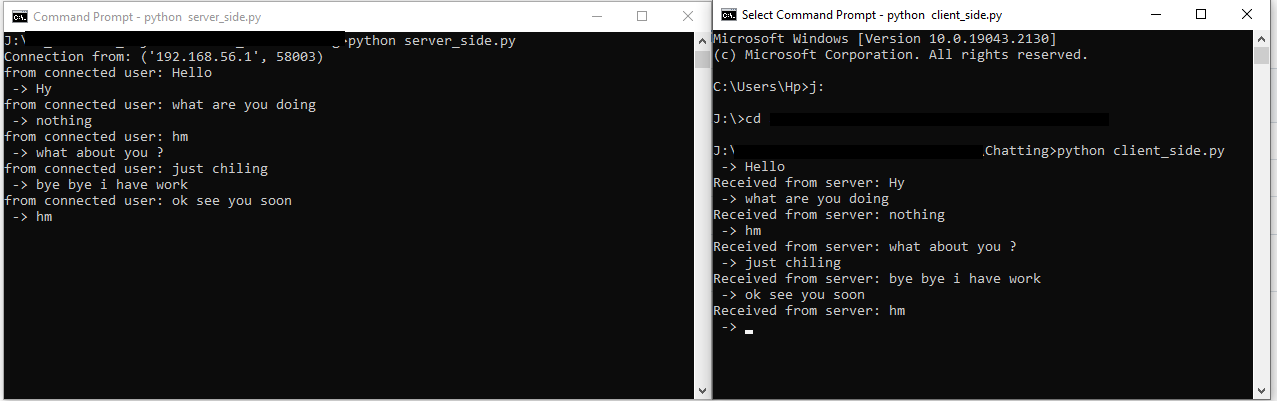 Command Prompt - python server_side.py
J:\ >python server_side.py
Connection from: ('192.168.56.1', 58003)
from connected user: Hello
-> Hy
from connected user: what are you doing
-> nothing
from connected user: hm
-> what about you ?
from connected user: just chiling
-> bye bye i have work
from connected user: ok see you soon
-> hm
Select Command Prompt - python client_side.py
Microsoft Windows [Version 10.0.19043.2130]
(c) Microsoft Corporation. All rights reserved.
C:\Users\Hp>j:
J:\>cd
J:\ _Chatting>python client_side.py
-> Hello
Received from server: Hy
-> what are you doing
Received from server: nothing
-> hm
Received from server: what about you ?
-> just chiling
Received from server: bye bye i have work
-> ok see you soon
Received from server: hm
->